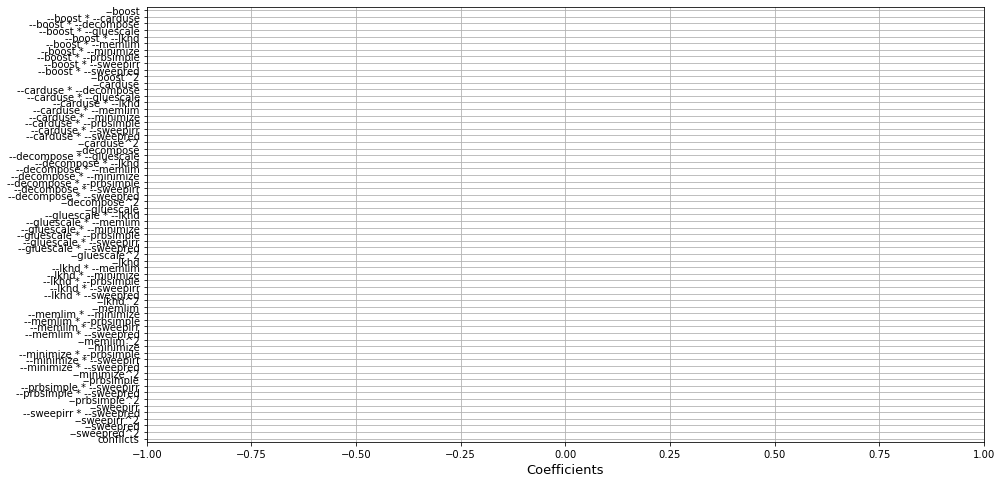 --boost
--boost * --carduse
--boost * --decompose
--boost * --gluescale
--boost * --lkhd
--boost * --memlim
--boost * --minimize
--boost * --prbsimple
--boost * --sweepirr
--boost * --sweepred
--boost^2
--carduse
--carduse * --decompose
--carduse * --gluescale
--carduse * --lkhd
--carduse * --memlim
--carduse * --minimize
--carduse * --prbsimple
--carduse * --sweepirr
--carduse * --sweepred
--carduse^2
--decompose
--decompose * --gluescale
--decompose * --lkhd
--decompose * --memlim
--decompose * --minimize
--decompose * --prbsimple
--decompose * --sweepirr
--decompose * --sweepred
--decompose^2
--gluescale
--gluescale * --lkhd
--gluescale * --memlim
--gluescale * --minimize
--gluescale * --prbsimple
--gluescale * --sweepirr
--gluescale * --sweepred
--gluescale^2
--lkhd
--lkhd * --memlim
--lkhd * --minimize
--lkhd * --prbsimple
--lkhd * --sweepirr
--lkhd * --sweepred
--lkhd^2
--memlim
--memlim * --minimize
--memlim * --prbsimple
--memlim * --sweepirr
--memlim * --sweepred
--memlim^2
--minimize
--minimize * --prbsimple
--minimize * --sweepirr
--minimize * --sweepred
--minimize^2
--prbsimple
--prbsimple * --sweepirr
--prbsimple * --sweepred
--prbsimple^2
--sweepirr
--sweepirr * --sweepred
--sweepirr^2
--sweepred
--sweepred^2
conflicts
−1.00 −0.75 −0.50 −0.25 0.00 0.25 0.50 0.75 1.00
Coefficients